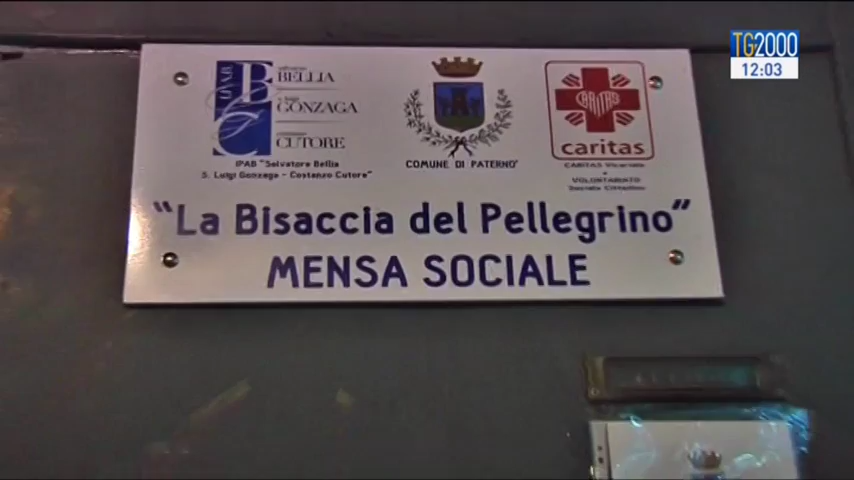 TG2000
12:03
I.P.A.B.
BELLIA
GONZAGA
CUTORE
IPAB "Salvatore Bellia
S. Luigi Gonzaga - Costanzo Cutore"
COMUNE DI PATERNO'
CARITAS
caritas
CARITAS Vicariale
e
VOLONTARIATO
"La Bisaccia del Pellegrino"
MENSA SOCIALE